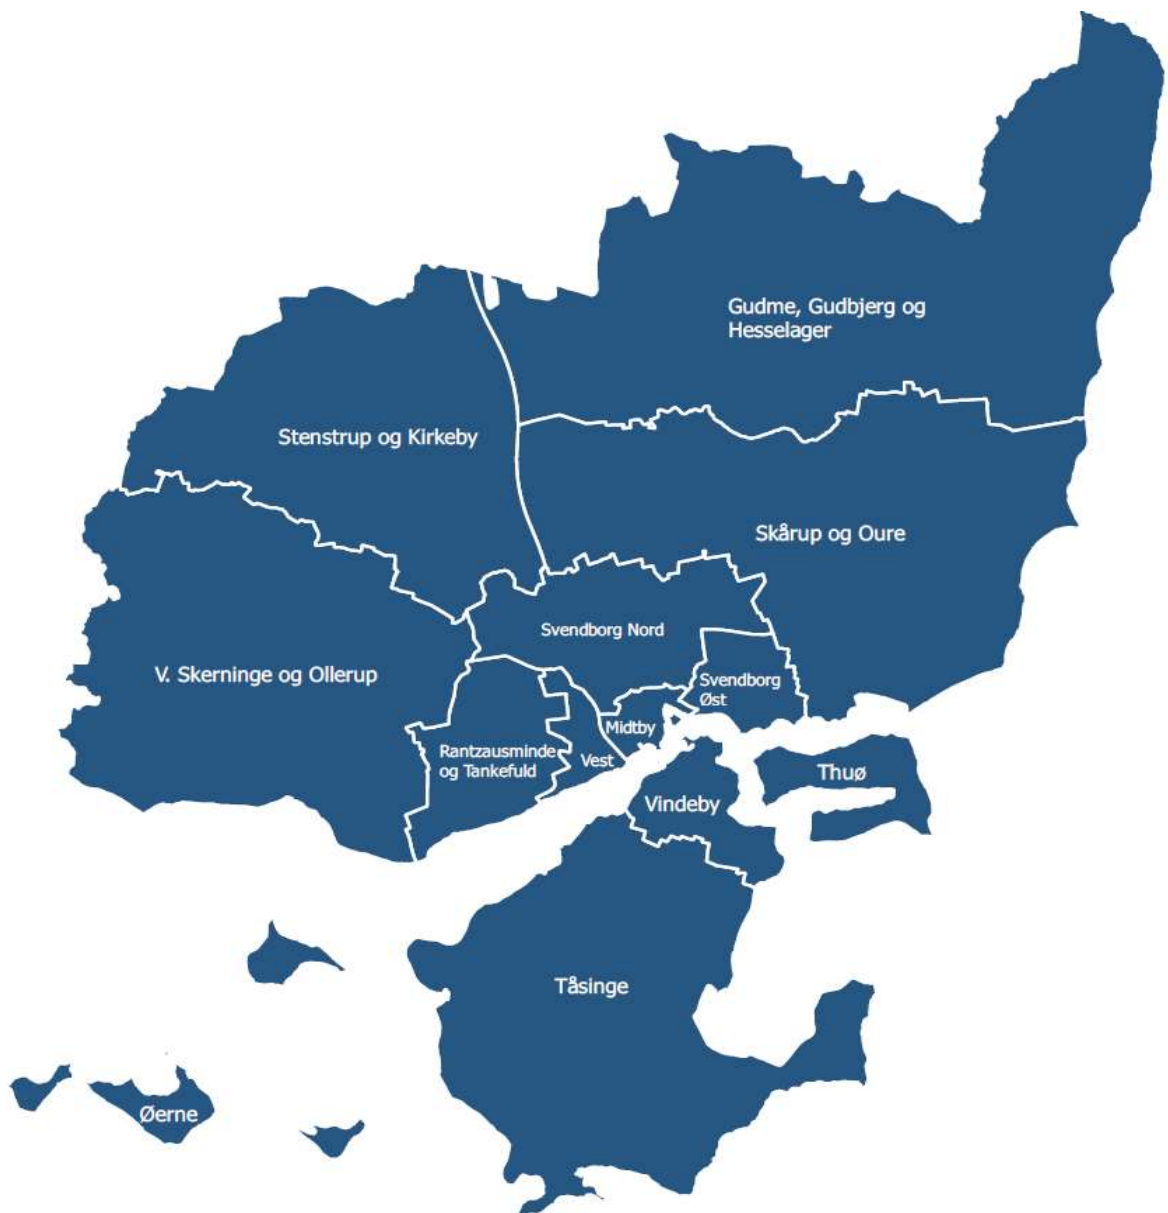 Gudme, Gudbjerg og
Hesselager
Stenstrup og Kirkeby
Skårup og Oure
Svendborg Nord
V. Skerninge og Ollerup
Svendborg
Øst
Midtby
Rantzausminde
og Tankefuld
Vest
Thuø
Vindeby
Tåsinge
Øerne